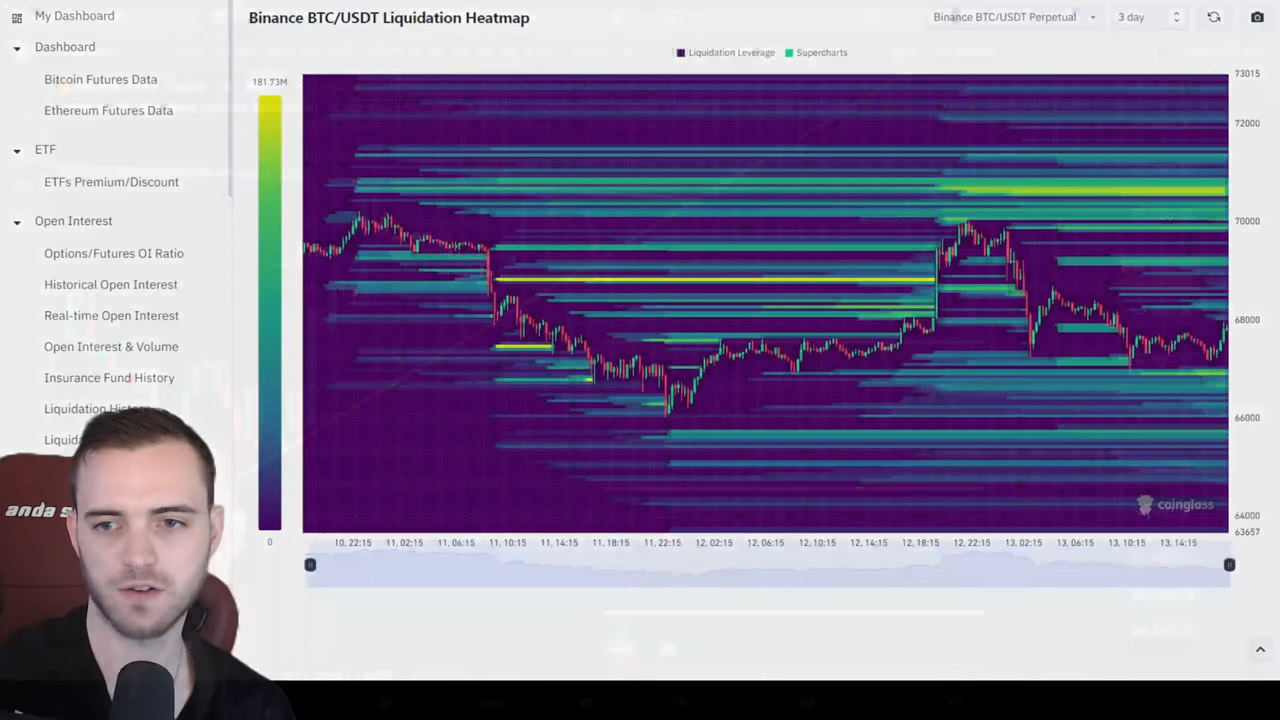 My Dashboard
Dashboard
Bitcoin Futures Data
Ethereum Futures Data
ETF
ETFs Premium/Discount
Open Interest
Options/Futures OI Ratio
Historical Open Interest
Real-time Open Interest
Open Interest & Volume
Insurance Fund History
Liquidation
Binance BTC/USDT Liquidation Heatmap
Binance BTC/USDT Perpetual
3 day
Liquidation Leverage
Supercharts
181.73M
0
73015
72000
70000
68000
66000
64000
63657
coinglass
10, 22:15
11, 02:15
11, 06:15
11, 10:15
11, 14:15
11, 18:15
11, 22:15
12, 02:15
12, 06:15
12, 10:15
12, 14:15
12, 18:15
12, 22:15
13, 02:15
13, 06:15
13, 10:15
13, 14:15
anda s